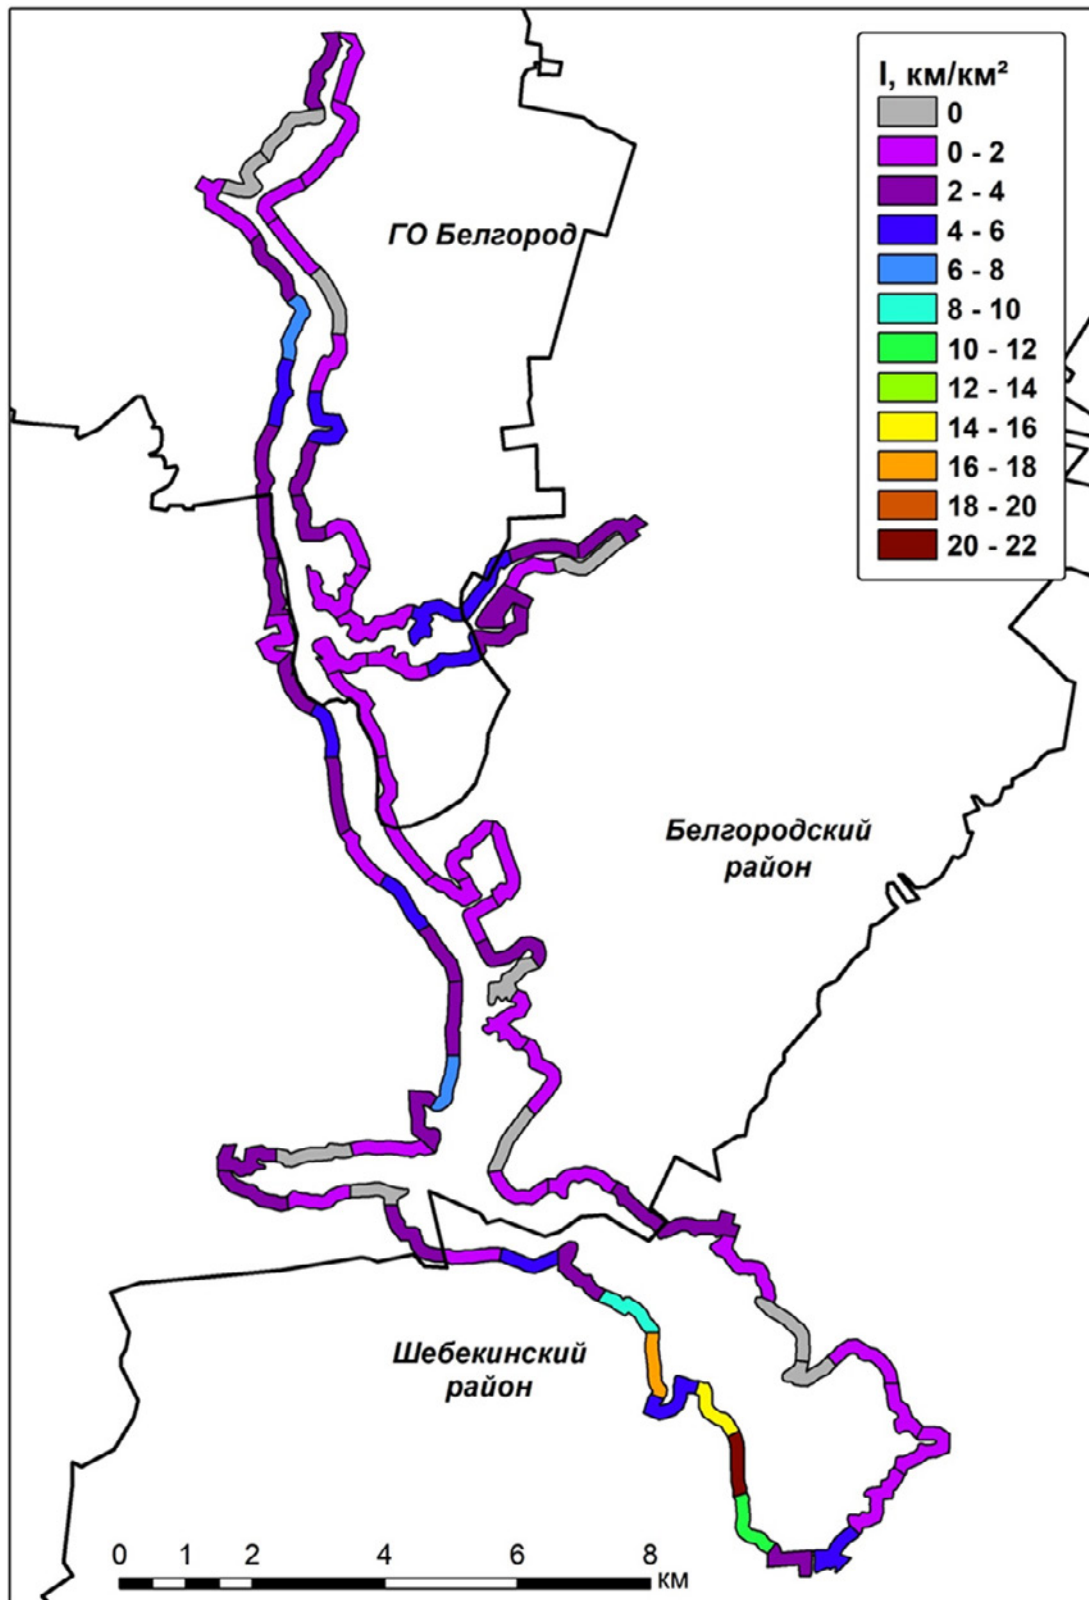 I, км/км²
0
0 - 2
2 - 4
4 - 6
6 - 8
8 - 10
10 - 12
12 - 14
14 - 16
16 - 18
18 - 20
20 - 22
ГО Белгород
Белгородский
район
Шебекинский
район
0 1 2 4 6 8
км